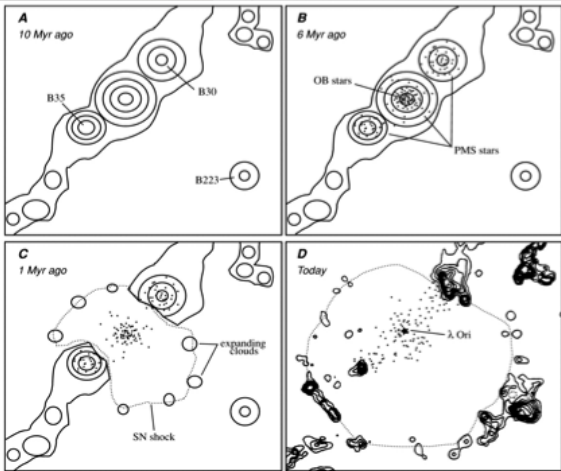 A
10 Myr ago
B30
B35
B223
B
6 Myr ago
OB stars
PMS stars
C
1 Myr ago
expanding
clouds
SN shock
D
Today
λ Ori